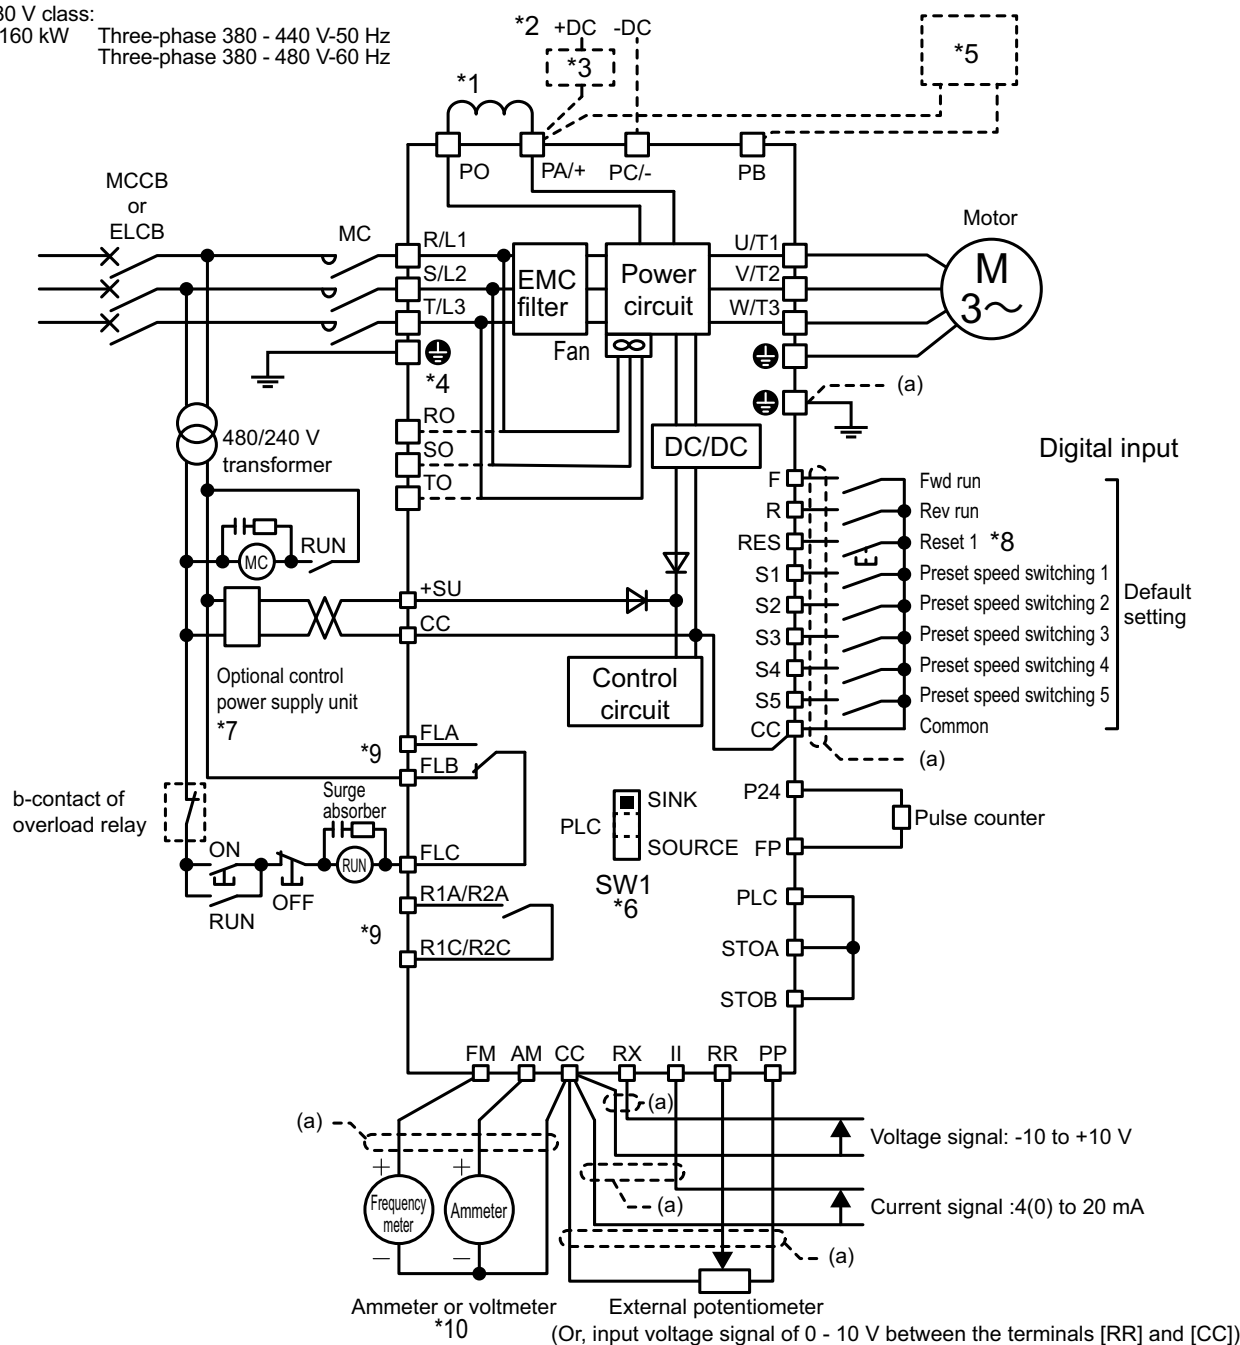 30 V class:
160 kW Three-phase 380 - 440 V-50 Hz
Three-phase 380 - 480 V-60 Hz
*2 +DC -DC
*3
*5
*1
PO PA/+ PC/- PB
MCCB
or
ELCB
MC
R/L1
S/L2
T/L3
EMC
filter
Power
circuit
Fan
U/T1
V/T2
W/T3
Motor
M
3～
*4
(a)
RO
SO
TO
DC/DC
480/240 V
transformer
Digital input
F Fwd run
R Rev run
RES Reset 1 *8
S1 Preset speed switching 1
S2 Preset speed switching 2
S3 Preset speed switching 3
S4 Preset speed switching 4
S5 Preset speed switching 5
CC Common
Default
setting
(a)
MC
RUN
+SU
CC
Control
circuit
Optional control
power supply unit
*7
*9
FLA
FLB
FLC
b-contact of
overload relay
Surge
absorber
ON
RUN
OFF
RUN
PLC
SINK
SOURCE
SW1
*6
P24
FP
Pulse counter
*9
R1A/R2A
R1C/R2C
PLC
STOA
STOB
FM AM CC RX II RR PP
(a)
(a)
Voltage signal: -10 to +10 V
+ +
Frequency
meter
Ammeter
− −
(a)
Current signal :4(0) to 20 mA
(a)
Ammeter or voltmeter
*10
External potentiometer
(Or, input voltage signal of 0 - 10 V between the terminals [RR] and [CC])